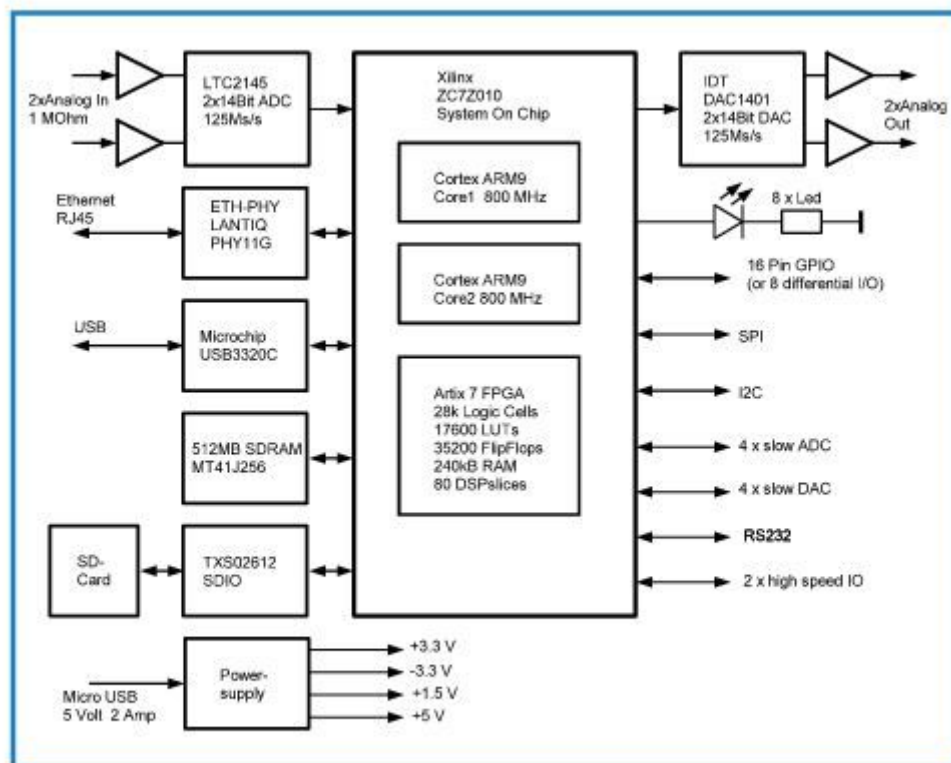 2xAnalog In
1 MOhm
LTC2145
2x14Bit ADC
125Ms/s
Xilinx
ZC7Z010
System On Chip
IDT
DAC1401
2x14Bit DAC
125Ms/s
2xAnalog
Out
Cortex ARM9
Core1 800 MHz
Ethernet
RJ45
ETH-PHY
LANTIQ
PHY11G
8 x Led
Cortex ARM9
Core2 800 MHz
16 Pin GPIO
(or 8 differential I/O)
USB
Microchip
USB3320C
SPI
Artix 7 FPGA
28k Logic Cells
17600 LUTs
35200 FlipFlops
240kB RAM
80 DSPslices
I2C
512MB SDRAM
MT41J256
4 x slow ADC
4 x slow DAC
SD-
Card
TXS02612
SDIO
RS232
2 x high speed IO
Micro USB
5 Volt 2 Amp
Power-
supply
+3.3 V
-3.3 V
+1.5 V
+5 V